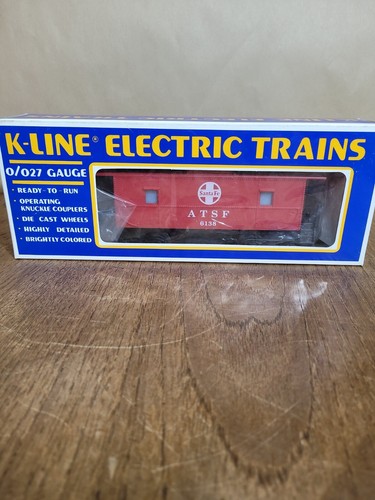 K-LINE® ELECTRIC TRAINS
O/027 GAUGE
• READY-TO-RUN
• OPERATING
KNUCKLE COUPLERS
• DIE CAST WHEELS
• HIGHLY DETAILED
• BRIGHTLY COLORED
Santa Fe
ATSF
6138